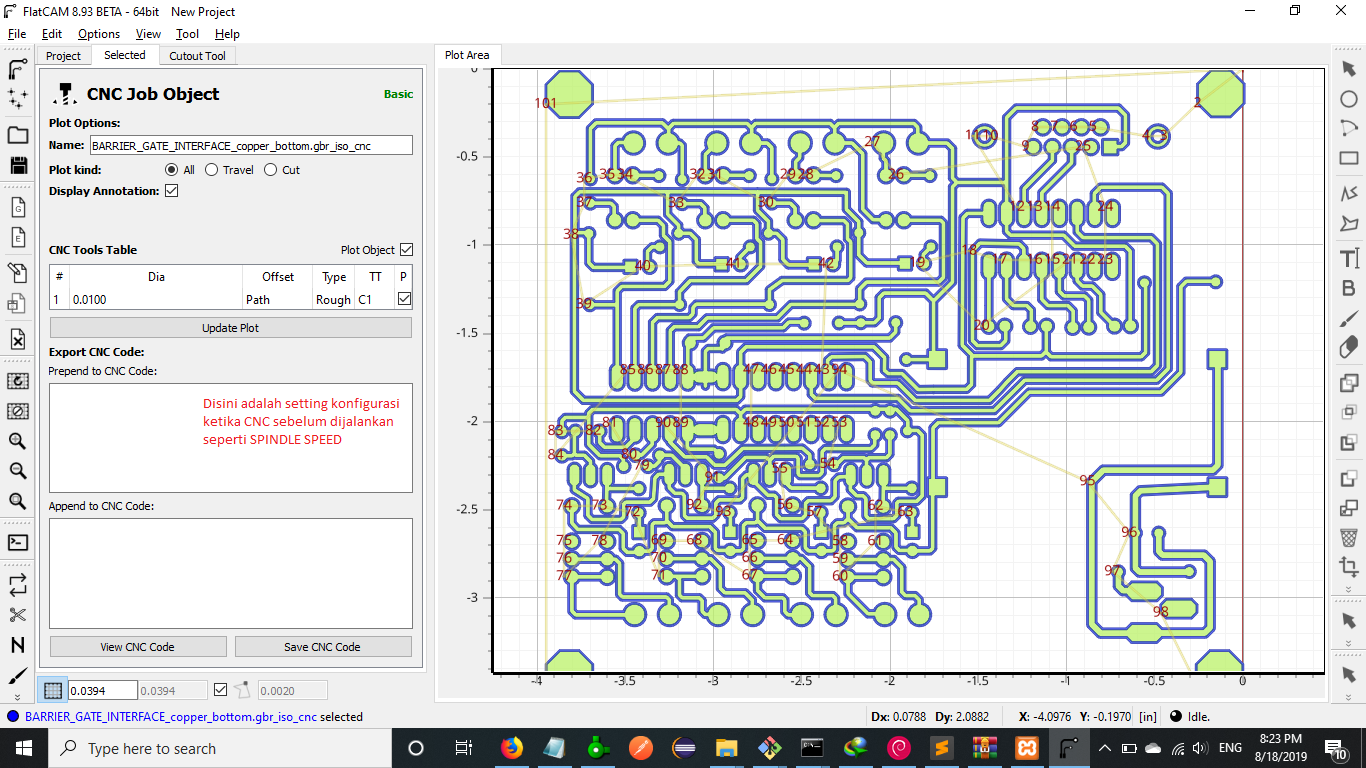 FlatCAM 8.93 BETA - 64bit    New Project
File Edit Options View Tool Help
Project Selected Cutout Tool
Plot Area
CNC Job Object
Basic
Plot Options:
Name: BARRIER_GATE_INTERFACE_copper_bottom.gbr_iso_cnc
Plot kind: All Travel Cut
Display Annotation:
CNC Tools Table
Plot Object
# Dia Offset Type TT P
1 0.0100 Path Rough C1
Update Plot
Export CNC Code:
Prepend to CNC Code:
Disini adalah setting konfigurasi
ketika CNC sebelum dijalankan
seperti SPINDLE SPEED
Append to CNC Code:
View CNC Code Save CNC Code
0.0394 0.0394 0.0020
0
-0.5
-1
-1.5
-2
-2.5
-3
101 2
27 11 10 8 7 6 5 4 3
9 25
36 35 34 32 31 29 28 26
37 33 30 12 13 14 24
38 18
40 41 42 19 17 16 15 21 22 23
39
20
85 86 87 88 47 46 45 44 43 94
83 82 81 90 89 48 49 50 51 52 53
84 80 79 55 54
91 95
74 73 72 92 93 56 57 62 63
96
75 78 69 68 65 64 58 61
76 70 66 59
77 71 67 60 97
98
-4 -3.5 -3 -2.5 -2 -1.5 -1 -0.5 0
BARRIER_GATE_INTERFACE_copper_bottom.gbr_iso_cnc selected
Dx: 0.0788 Dy: 2.0882 X: -4.0976 Y: -0.1970 [in] Idle.
Type here to search
ENG
8:23 PM
8/18/2019
10